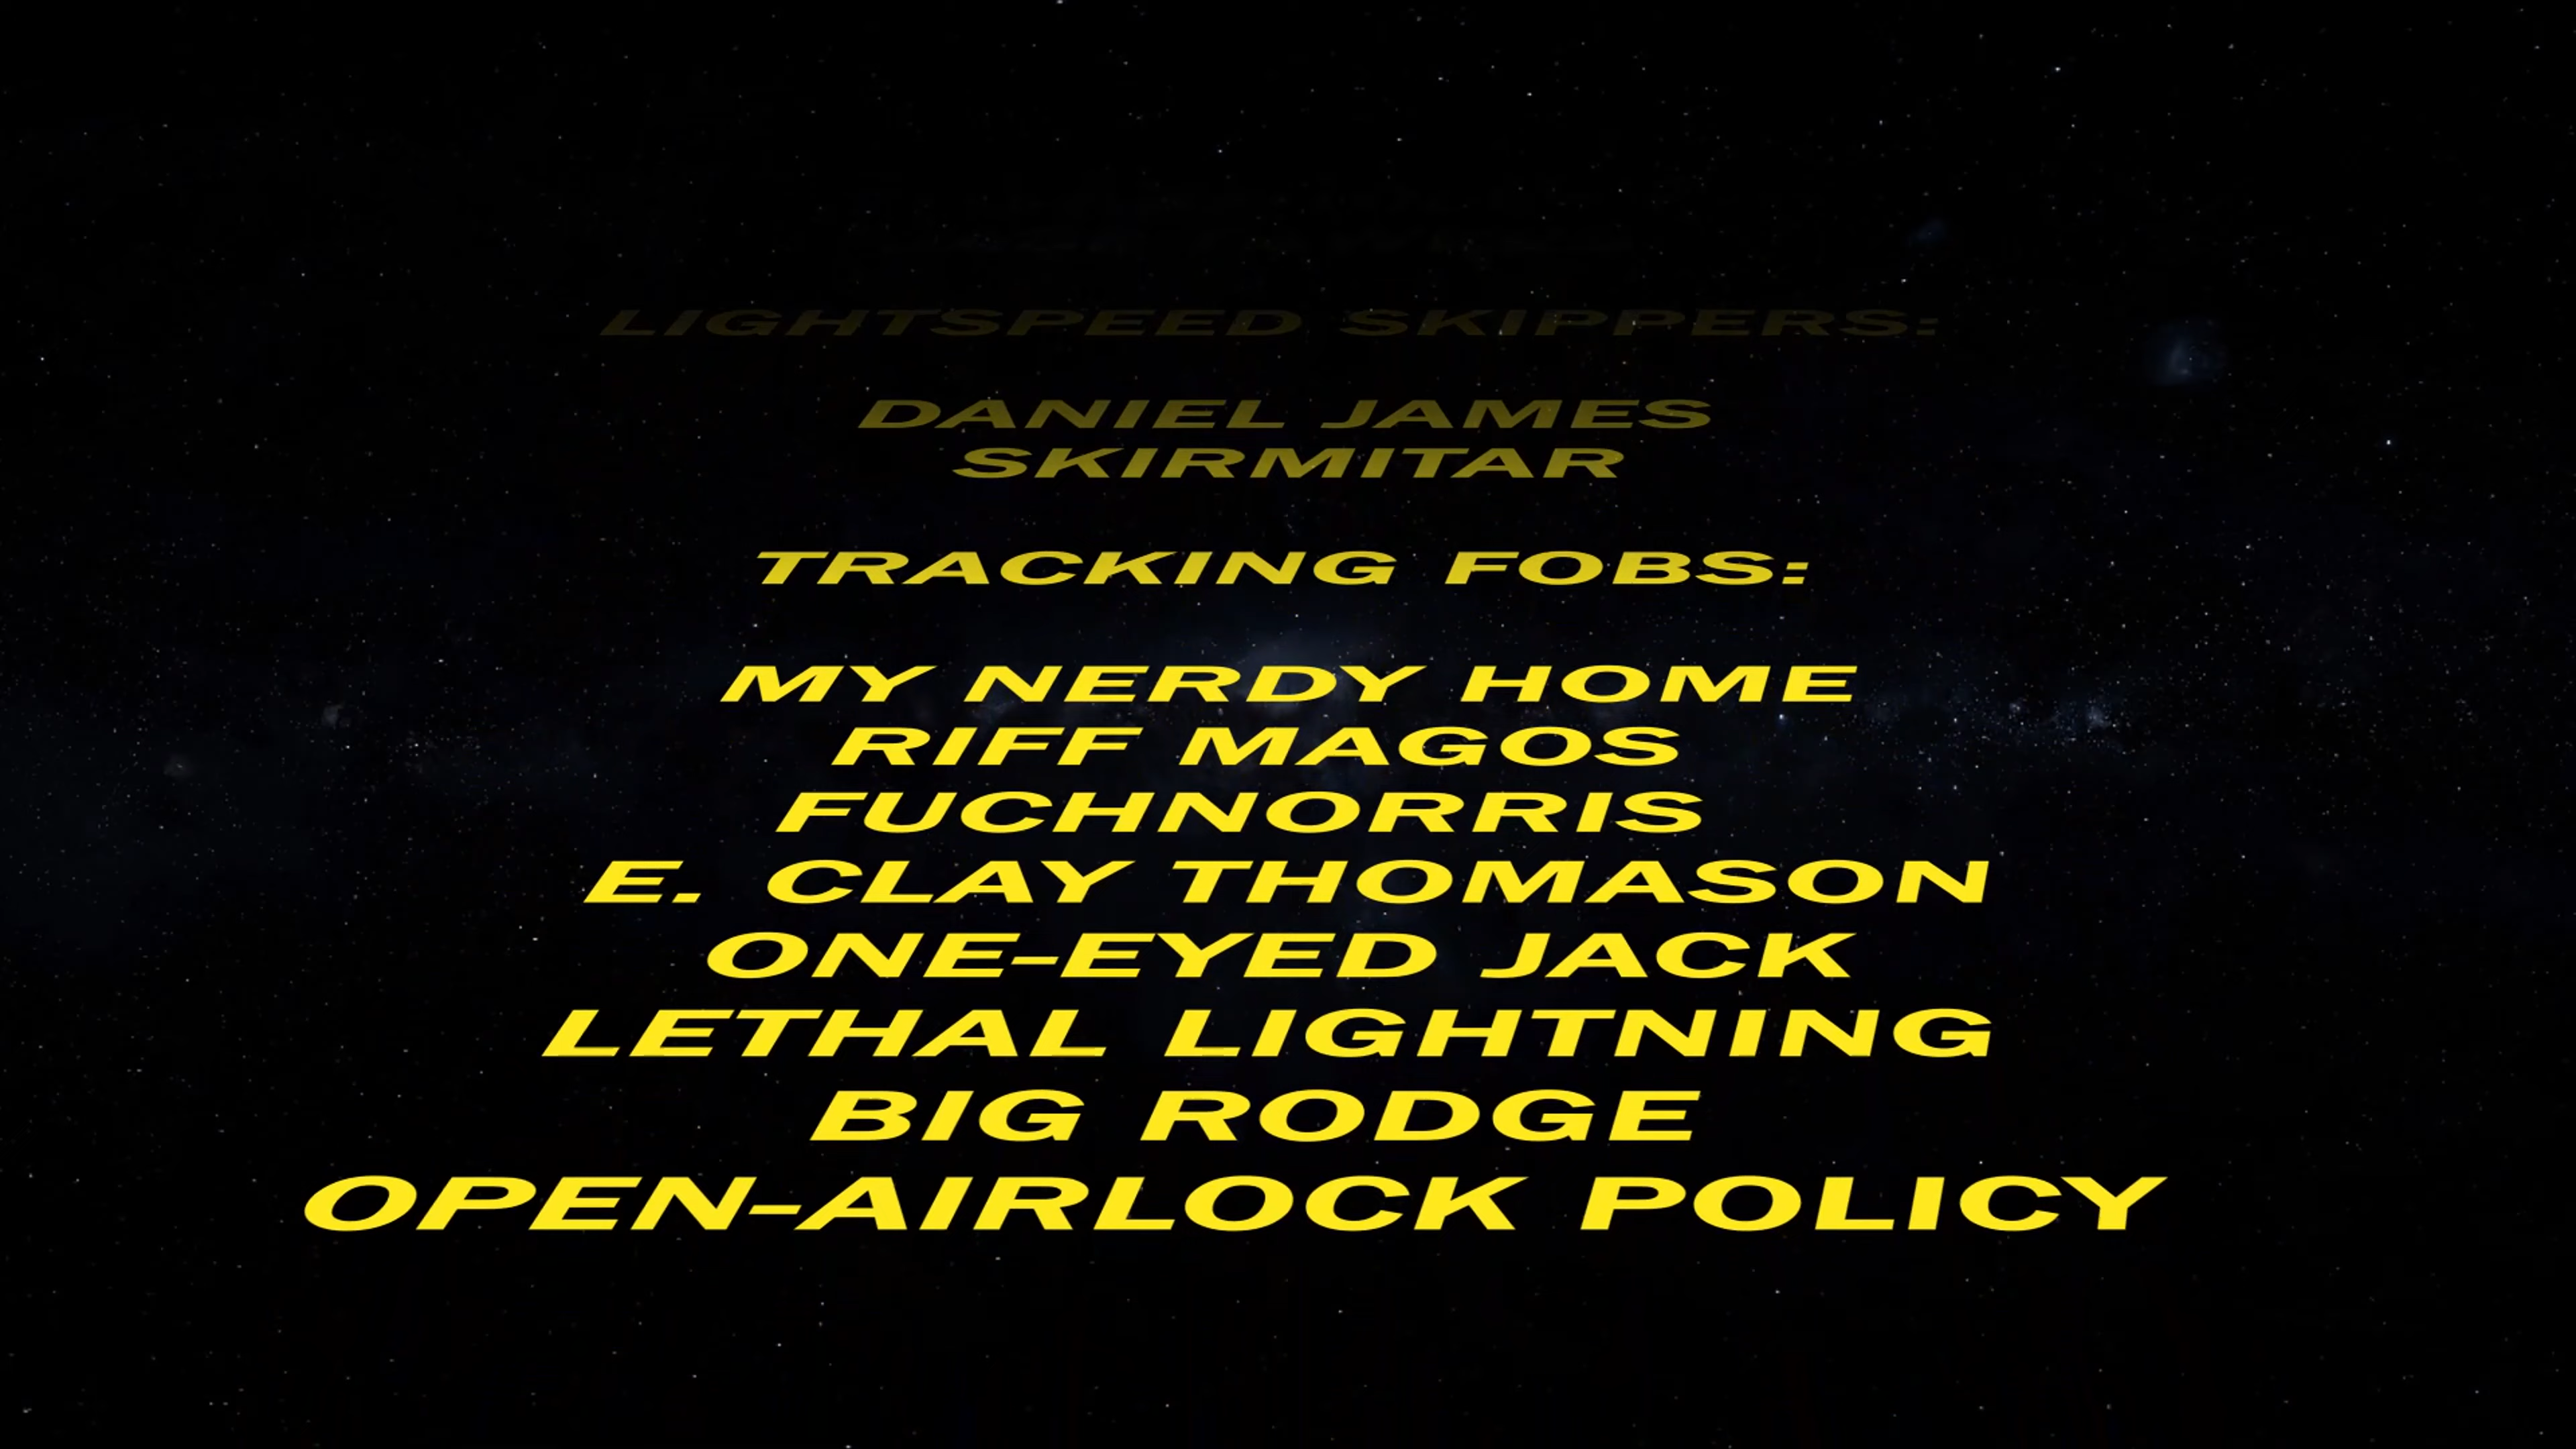 LIGHTSPEED SKIPPERS:
DANIEL JAMES
SKIRMITAR
TRACKING FOBS:
MY NERDY HOME
RIFF MAGOS
FUCHNORRIS
E. CLAY THOMASON
ONE-EYED JACK
LETHAL LIGHTNING
BIG RODGE
OPEN-AIRLOCK POLICY